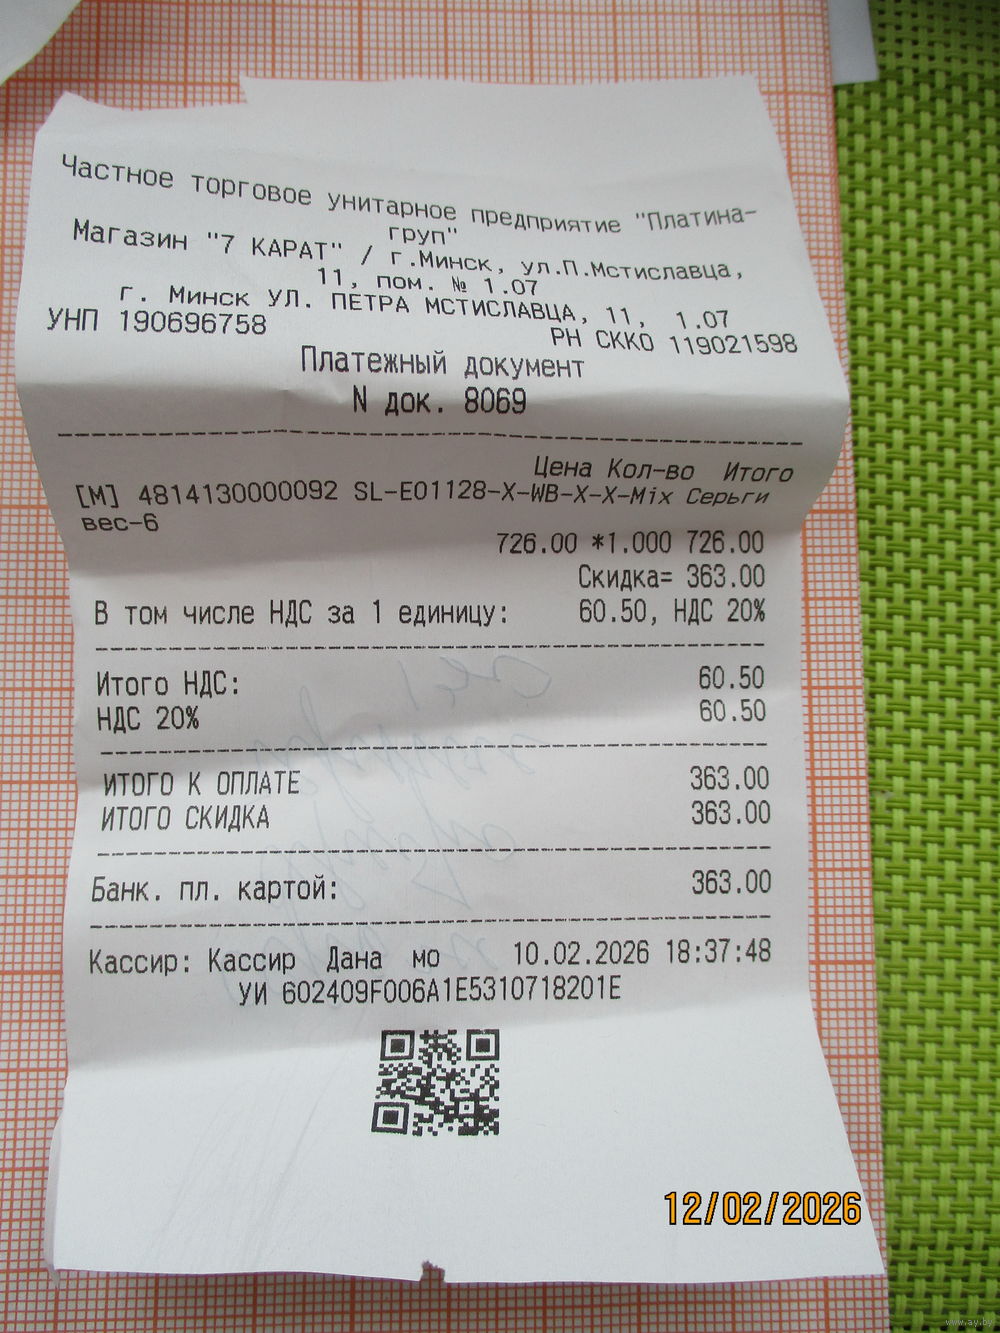 Частное торговое унитарное предприятие "Платина-
груп"
Магазин "7 КАРАТ" / г.Минск, ул.П.Мстиславца,
11, пом. № 1.07
г. Минск УЛ. ПЕТРА МСТИСЛАВЦА, 11, 1.07
УНП 190696758 РН СККО 119021598
Платежный документ
N док. 8069
Цена Кол-во Итого
[М] 4814130000092 SL-E01128-X-WB-X-X-Mix Серьги
вес-6
726.00 *1.000 726.00
Скидка= 363.00
В том числе НДС за 1 единицу: 60.50, НДС 20%
Итого НДС: 60.50
НДС 20% 60.50
ИТОГО К ОПЛАТЕ 363.00
ИТОГО СКИДКА 363.00
Банк. пл. картой: 363.00
Кассир: Кассир Дана мо 10.02.2026 18:37:48
УИ 602409F006A1E5310718201E
12/02/2026
www.ay.by